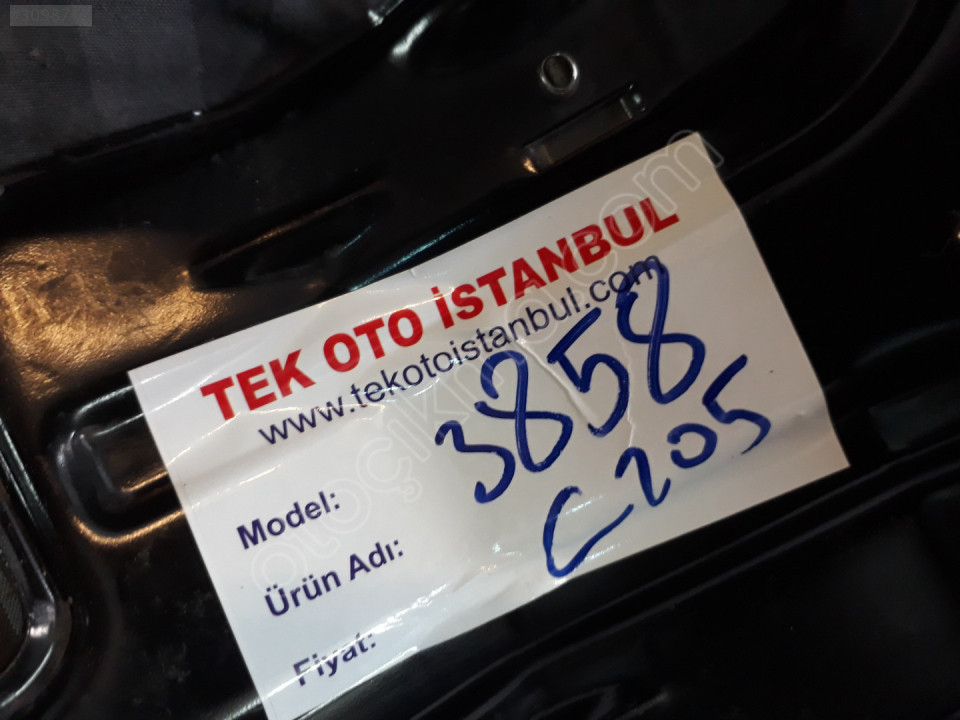 TEK OTO İSTANBUL
www.tekotoistanbul.com
3858
C205
Model:
Ürün Adı:
Fiyat: